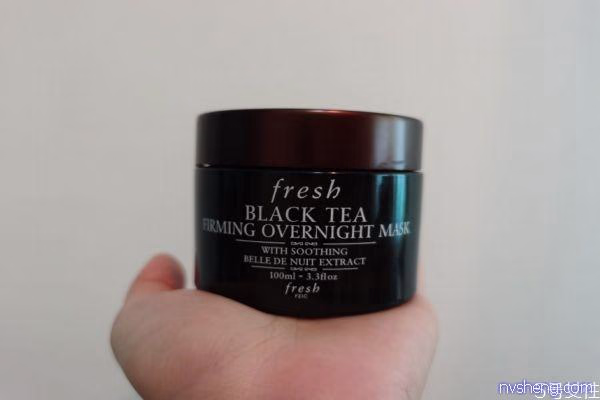 fresh
BLACK TEA
FIRMING OVERNIGHT MASK
WITH SOOTHING
BELLE DE NUIT EXTRACT
100ml - 3.3floz
fresh
nvsheng.com